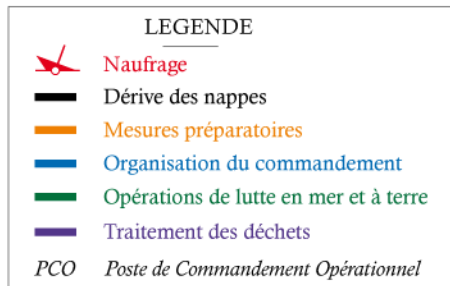 LEGENDE
Naufrage
Dérive des nappes
Mesures préparatoires
Organisation du commandement
Opérations de lutte en mer et à terre
Traitement des déchets
PCO Poste de Commandement Opérationnel